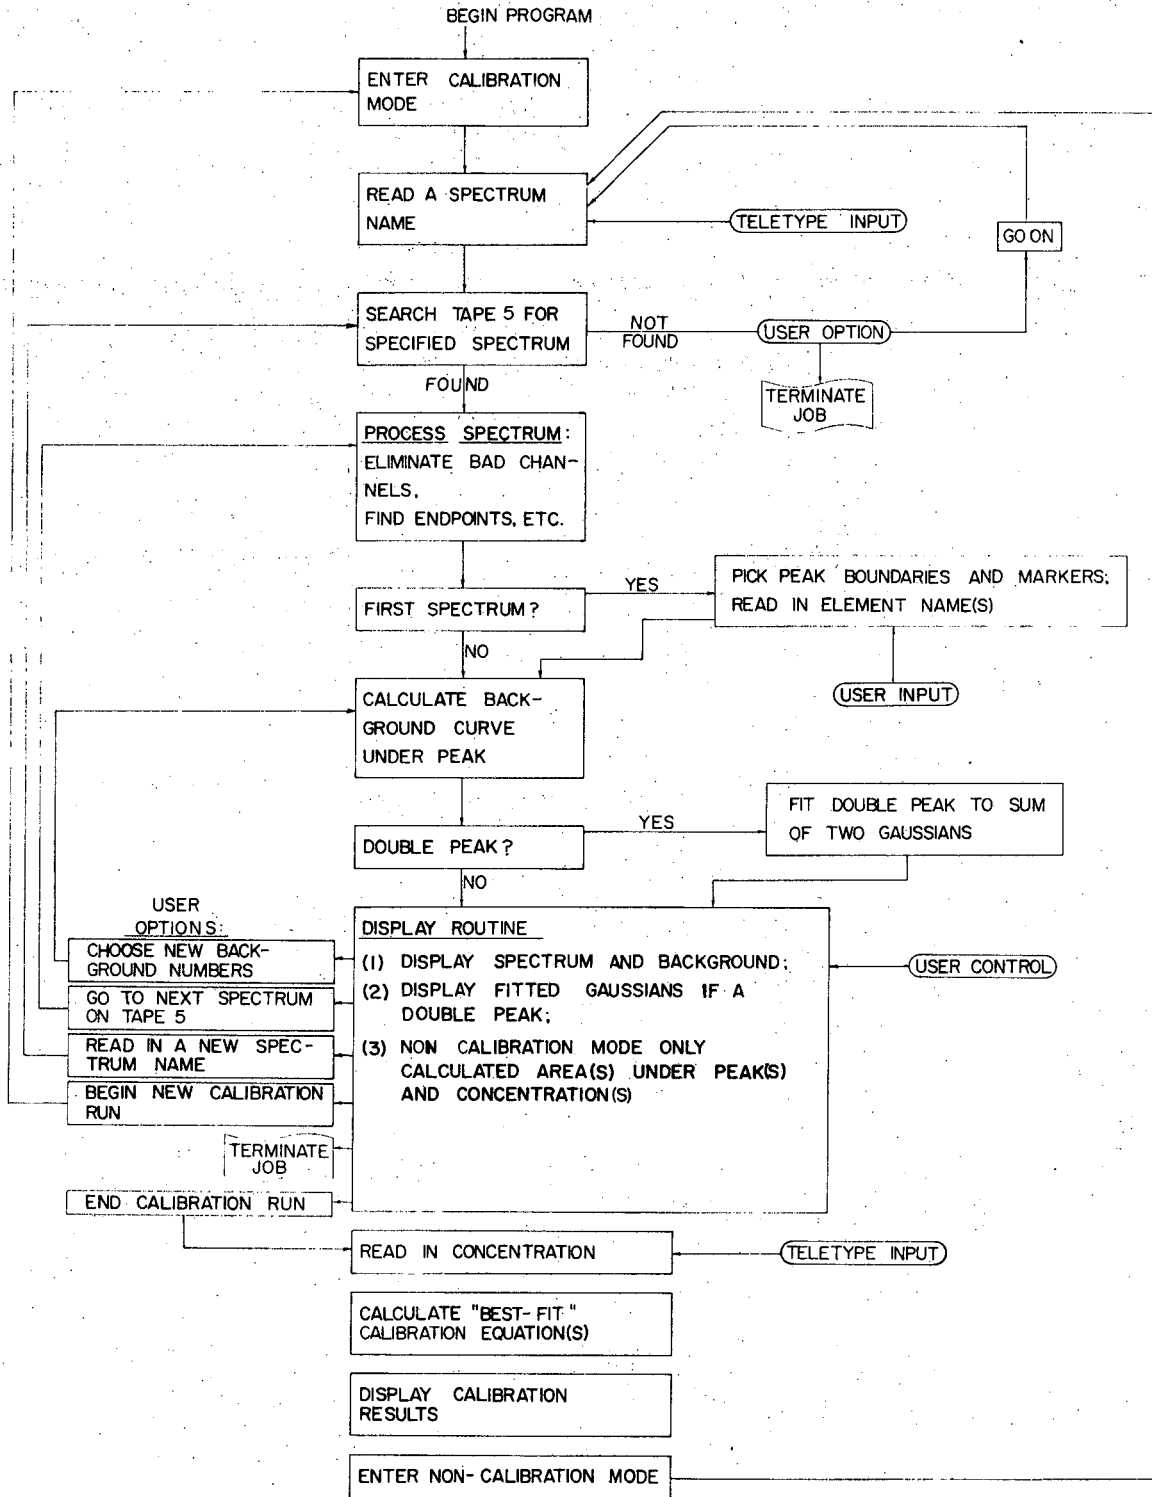 BEGIN PROGRAM
ENTER CALIBRATION
MODE
READ A SPECTRUM
NAME
TELETYPE INPUT
GO ON
SEARCH TAPE 5 FOR
SPECIFIED SPECTRUM
NOT
FOUND
USER OPTION
FOUND
TERMINATE
JOB
PROCESS SPECTRUM:
ELIMINATE BAD CHAN-
NELS,
FIND ENDPOINTS, ETC.
FIRST SPECTRUM?
YES
PICK PEAK BOUNDARIES AND MARKERS;
READ IN ELEMENT NAME(S)
NO
USER INPUT
CALCULATE BACK-
GROUND CURVE
UNDER PEAK
DOUBLE PEAK?
YES
FIT DOUBLE PEAK TO SUM
OF TWO GAUSSIANS
NO
USER
OPTIONS:
CHOOSE NEW BACK-
GROUND NUMBERS
GO TO NEXT SPECTRUM
ON TAPE 5
READ IN A NEW SPEC-
TRUM NAME
BEGIN NEW CALIBRATION
RUN
TERMINATE
JOB
END CALIBRATION RUN
DISPLAY ROUTINE
(1) DISPLAY SPECTRUM AND BACKGROUND;
(2) DISPLAY FITTED GAUSSIANS IF A
DOUBLE PEAK;
(3) NON CALIBRATION MODE ONLY
CALCULATED AREA(S) UNDER PEAK(S)
AND CONCENTRATION(S)
USER CONTROL
READ IN CONCENTRATION
TELETYPE INPUT
CALCULATE "BEST-FIT"
CALIBRATION EQUATION(S)
DISPLAY CALIBRATION
RESULTS
ENTER NON-CALIBRATION MODE